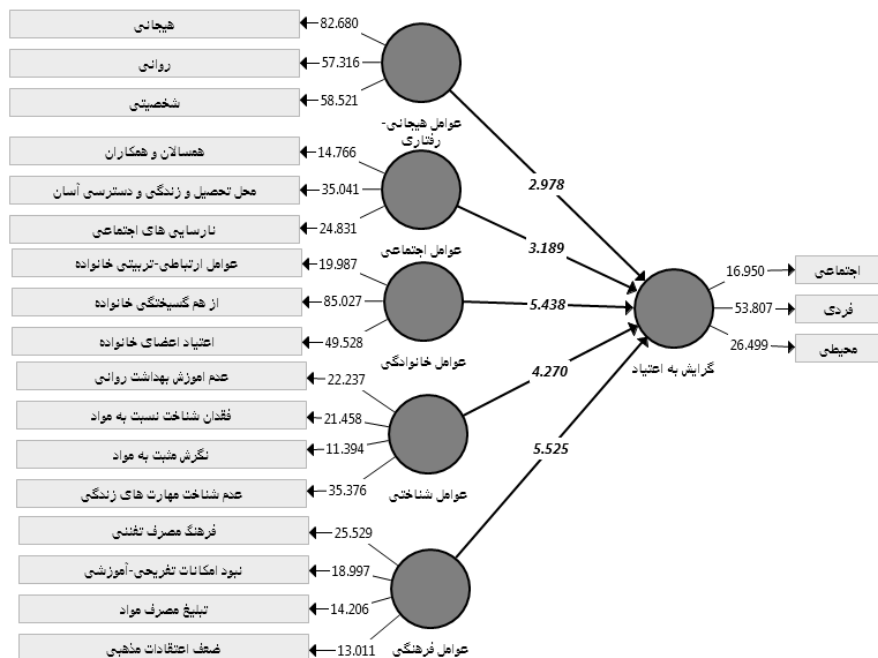 هیجانی
82.680
روانی
57.316
شخصیتی
58.521
عوامل هیجانی-
رفتاری
همسالان و همکاران
14.766
محل تحصیل و زندگی و دسترسی آسان
35.041
نارسایی های اجتماعی
24.831
عوامل اجتماعی
عوامل ارتباطی-تربیتی خانواده
19.987
از هم گسیختگی خانواده
85.027
اعتیاد اعضای خانواده
49.528
عوامل خانوادگی
عدم اموزش بهداشت روانی
22.237
فقدان شناخت نسبت به مواد
21.458
نگرش مثبت به مواد
11.394
عدم شناخت مهارت های زندگی
35.376
عوامل شناختی
فرهنگ مصرف تفننی
25.529
نبود امکانات تفریحی-آموزشی
18.997
تبلیغ مصرف مواد
14.206
ضعف اعتقادات مذهبی
13.011
عوامل فرهنگی
2.978
3.189
5.438
4.270
5.525
گرایش به اعتیاد
16.950
اجتماعی
53.807
فردی
26.499
محیطی